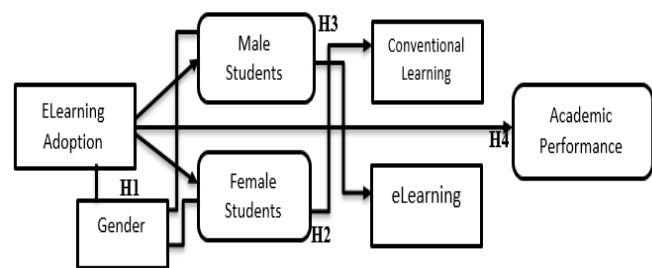 H3
Male
Students
Conventional
Learning
ELearning
Adoption
H4
Academic
Performance
H1
Female
Students
eLearning
Gender
H2